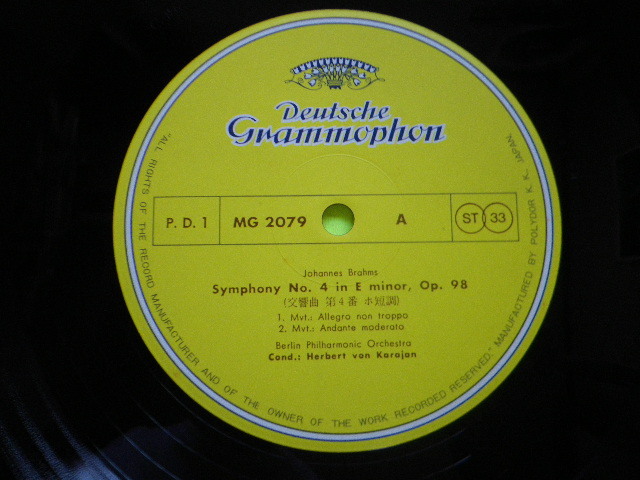 Deutsche
Grammophon
P. D. 1 MG 2079 A ST 33
Johannes Brahms
Symphony No. 4 in E minor, Op. 98
(交響曲 第4番 ホ短調)
1. Mvt.: Allegro non troppo
2. Mvt.: Andante moderato
Berlin Philharmonic Orchestra
Cond.: Herbert von Karajan
"ALL RIGHTS OF THE RECORD MANUFACTURER AND OF THE OWNER OF THE WORK RECORDED RESERVED." MANUFACTURED BY POLYDOR K. K., JAPAN.